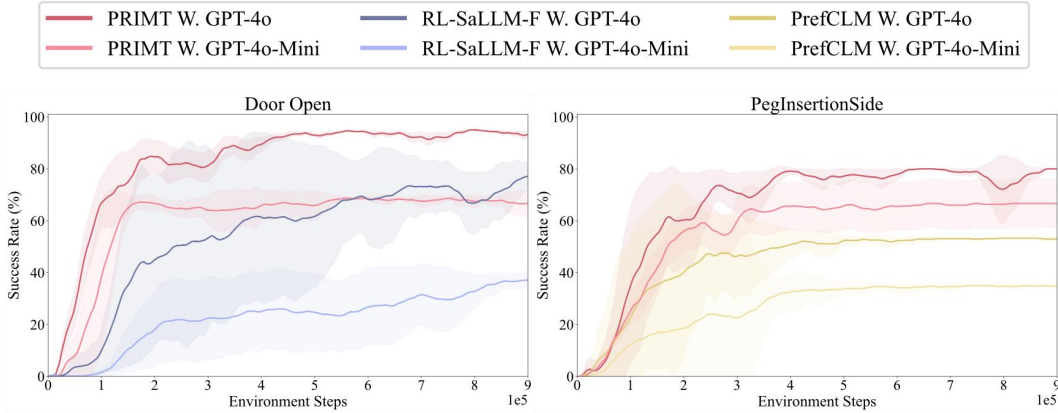 PRIMT W. GPT-4o RL-SaLLM-F W. GPT-4o PrefCLM W. GPT-4o
PRIMT W. GPT-4o-Mini RL-SaLLM-F W. GPT-4o-Mini PrefCLM W. GPT-4o-Mini
Door Open
Success Rate (%)
100
80
60
40
20
0
0 1 2 3 4 5 6 7 8 9
Environment Steps
1e5
PegInsertionSide
Success Rate (%)
100
80
60
40
20
0
0 1 2 3 4 5 6 7 8 9
Environment Steps
1e5